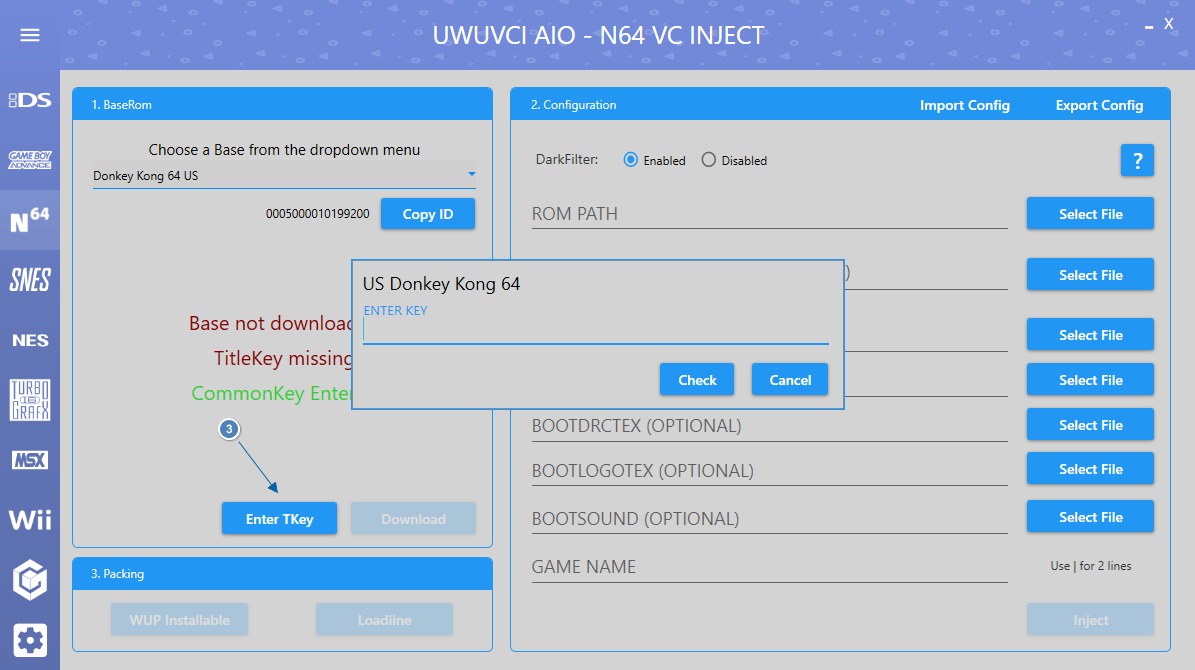 UWUVCI AIO - N64 VC INJECT
X
DS
GAME BOY ADVANCE
N64
SNES
NES
TURBO 16 GRAFX
MSX
Wii
1. BaseRom
Choose a Base from the dropdown menu
Donkey Kong 64 US
0005000010199200
Copy ID
Base not downloa
TitleKey missing
CommonKey Enter
3
Enter TKey
Download
3. Packing
WUP Installable
Loadiine
US Donkey Kong 64
ENTER KEY
Check
Cancel
2. Configuration
Import Config
Export Config
DarkFilter:
Enabled
Disabled
?
ROM PATH
Select File
)
Select File
Select File
Select File
BOOTDRCTEX (OPTIONAL)
Select File
BOOTLOGOTEX (OPTIONAL)
Select File
BOOTSOUND (OPTIONAL)
Select File
GAME NAME
Use | for 2 lines
Inject